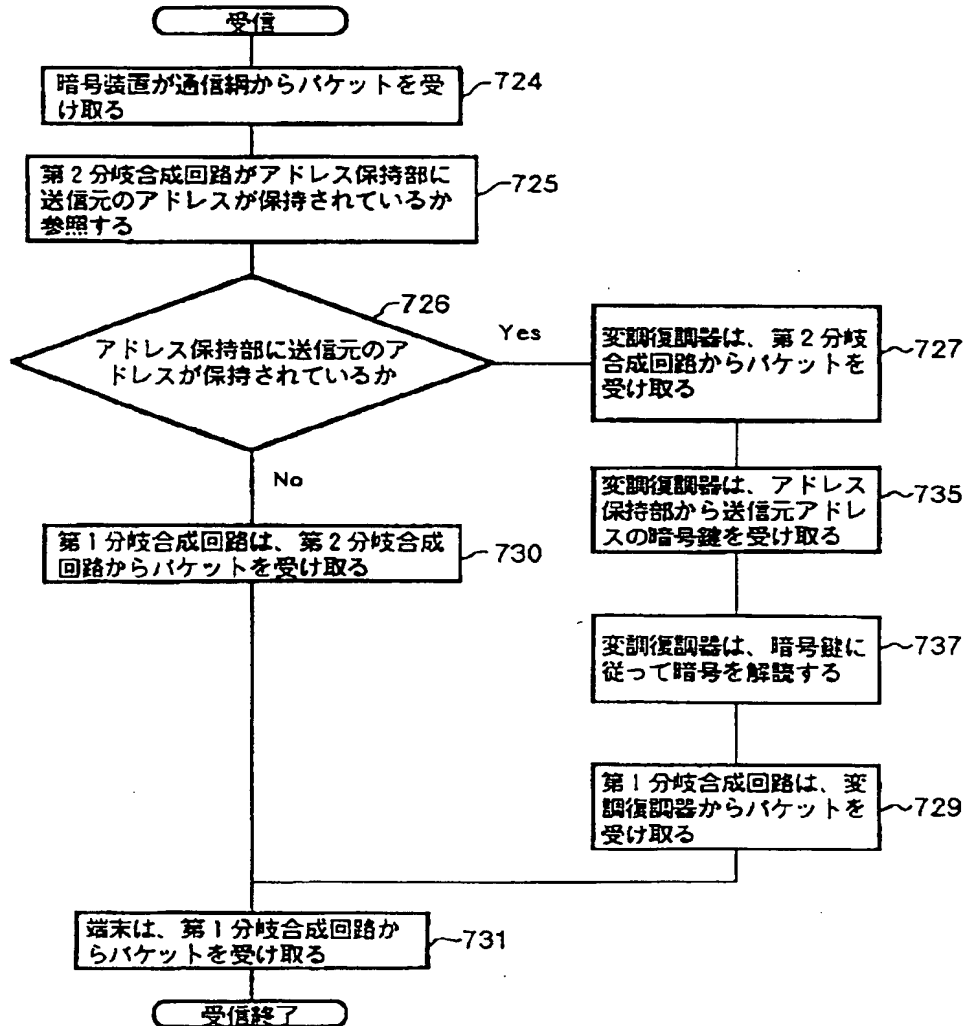 受信
暗号装置が通信網からパケットを受
け取る
724
第2分岐合成回路がアドレス保持部に
送信元のアドレスが保持されているか
参照する
725
726
アドレス保持部に送信元のア
ドレスが保持されているか
Yes
変調復調器は、第2分岐
合成回路からパケットを
受け取る
727
変調復調器は、アドレス
保持部から送信元アドレ
スの暗号鍵を受け取る
735
変調復調器は、暗号鍵に
従って暗号を解読する
737
第1分岐合成回路は、変
調復調器からパケットを
受け取る
729
No
第1分岐合成回路は、第2分岐合成
回路からパケットを受け取る
730
端末は、第1分岐合成回路か
らパケットを受け取る
731
受信終了